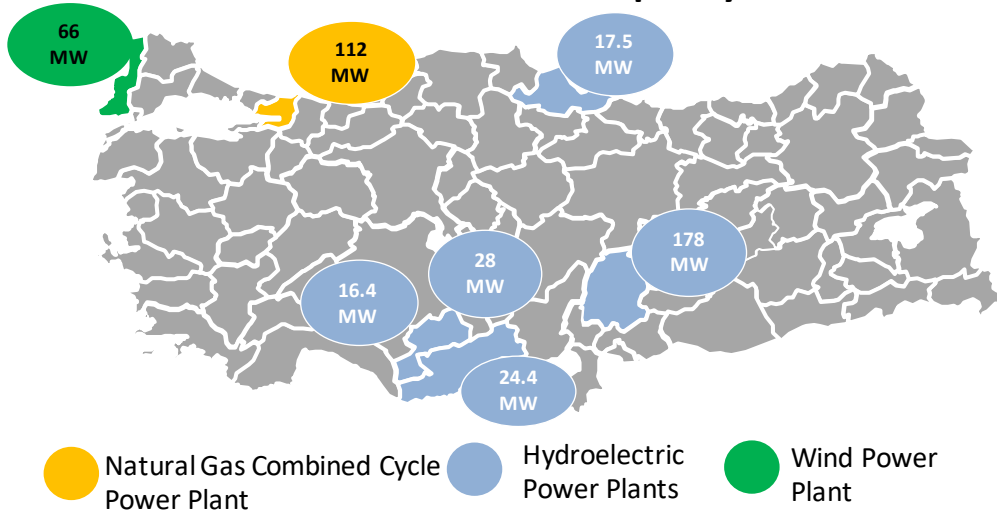 66
MW
112
MW
17.5
MW
178
MW
28
MW
16.4
MW
24.4
MW
Natural Gas Combined Cycle
Power Plant
Hydroelectric
Power Plants
Wind Power
Plant